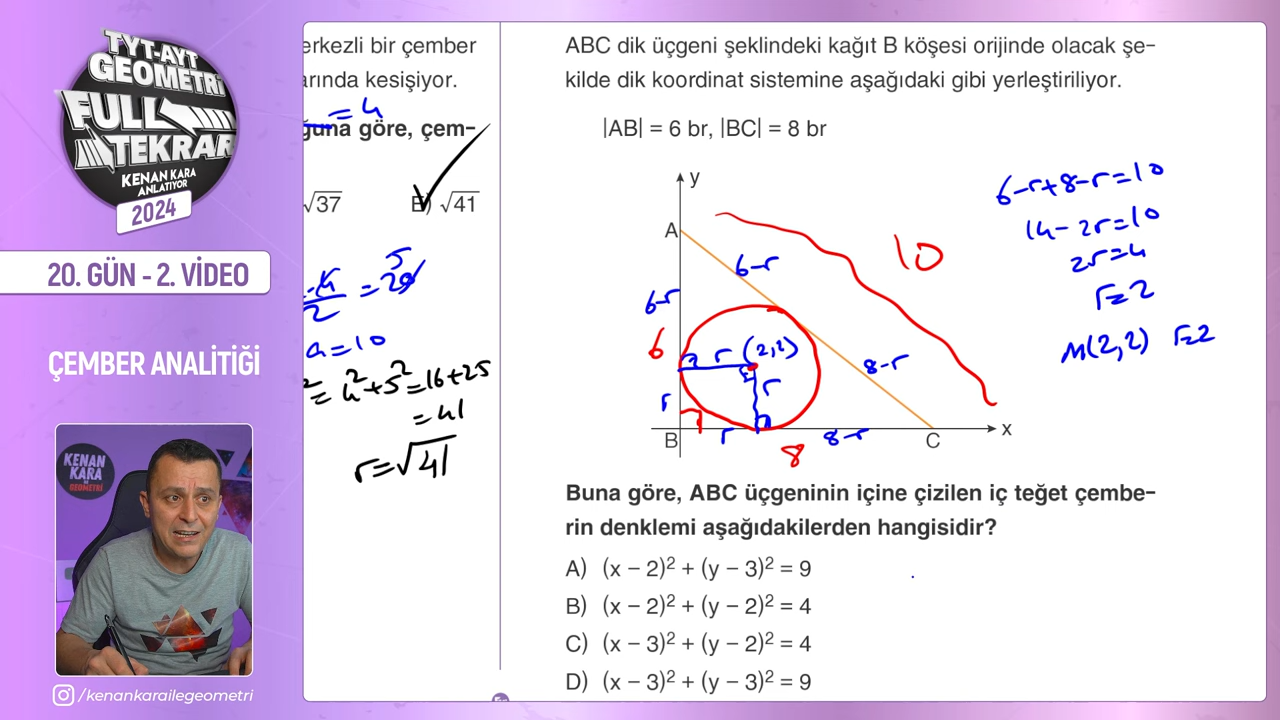 TYT-AYT
GEOMETRİ
FULL
TEKRAR
KENAN KARA
ANLATIYOR
2024
20. GÜN - 2. VİDEO
ÇEMBER ANALİTİĞİ
KENAN
KARA
GEOMETRİ
/kenankarailegeometri
erkezli bir çember
arında kesişiyor.
= 4
ğuna göre, çem-
√37 E) √41
2
= 20
5
a=10
= 4² + 5² = 16+25
= 41
r=√41
ABC dik üçgeni şeklindeki kağıt B köşesi orijinde olacak şe-
kilde dik koordinat sistemine aşağıdaki gibi yerleştiriliyor.
|AB| = 6 br, |BC| = 8 br
y
A
6-r
6-r
10
6
r (2,2)
r
8-r
r
B r 8-r C x
8
6-r+8-r=10
14-2r=10
2r=4
r=2
M(2,2) r=2
Buna göre, ABC üçgeninin içine çizilen iç teğet çembe-
rin denklemi aşağıdakilerden hangisidir?
A) (x − 2)² + (y − 3)² = 9
B) (x − 2)² + (y − 2)² = 4
C) (x − 3)² + (y − 2)² = 4
D) (x − 3)² + (y − 3)² = 9